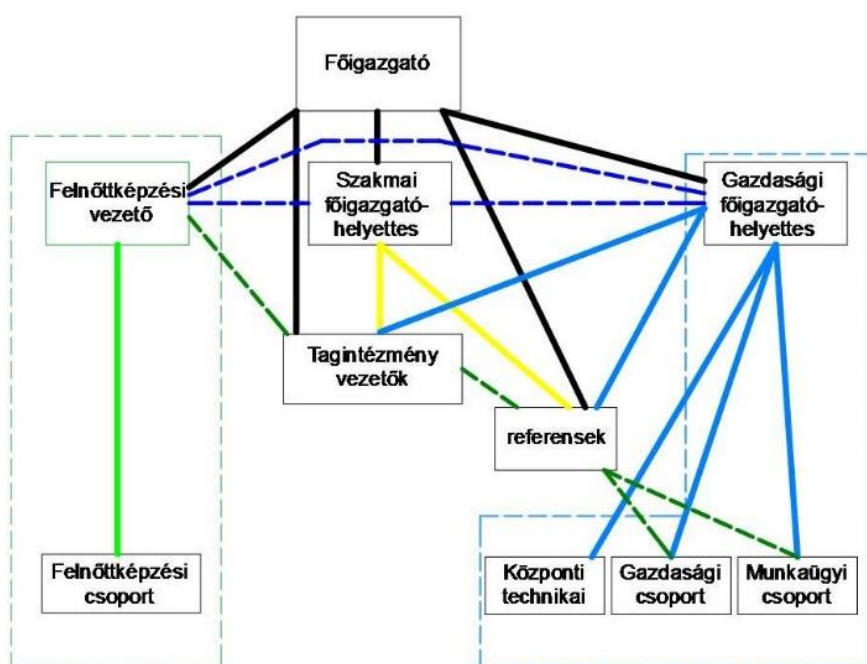 Főigazgató
Felnőttképzési
vezető
Szakmai
főigazgató-
helyettes
Gazdasági
főigazgató-
helyettes
Tagintézmény
vezetők
referensek
Felnőttképzési
csoport
Központi
technikai
Gazdasági
csoport
Munkaügyi
csoport